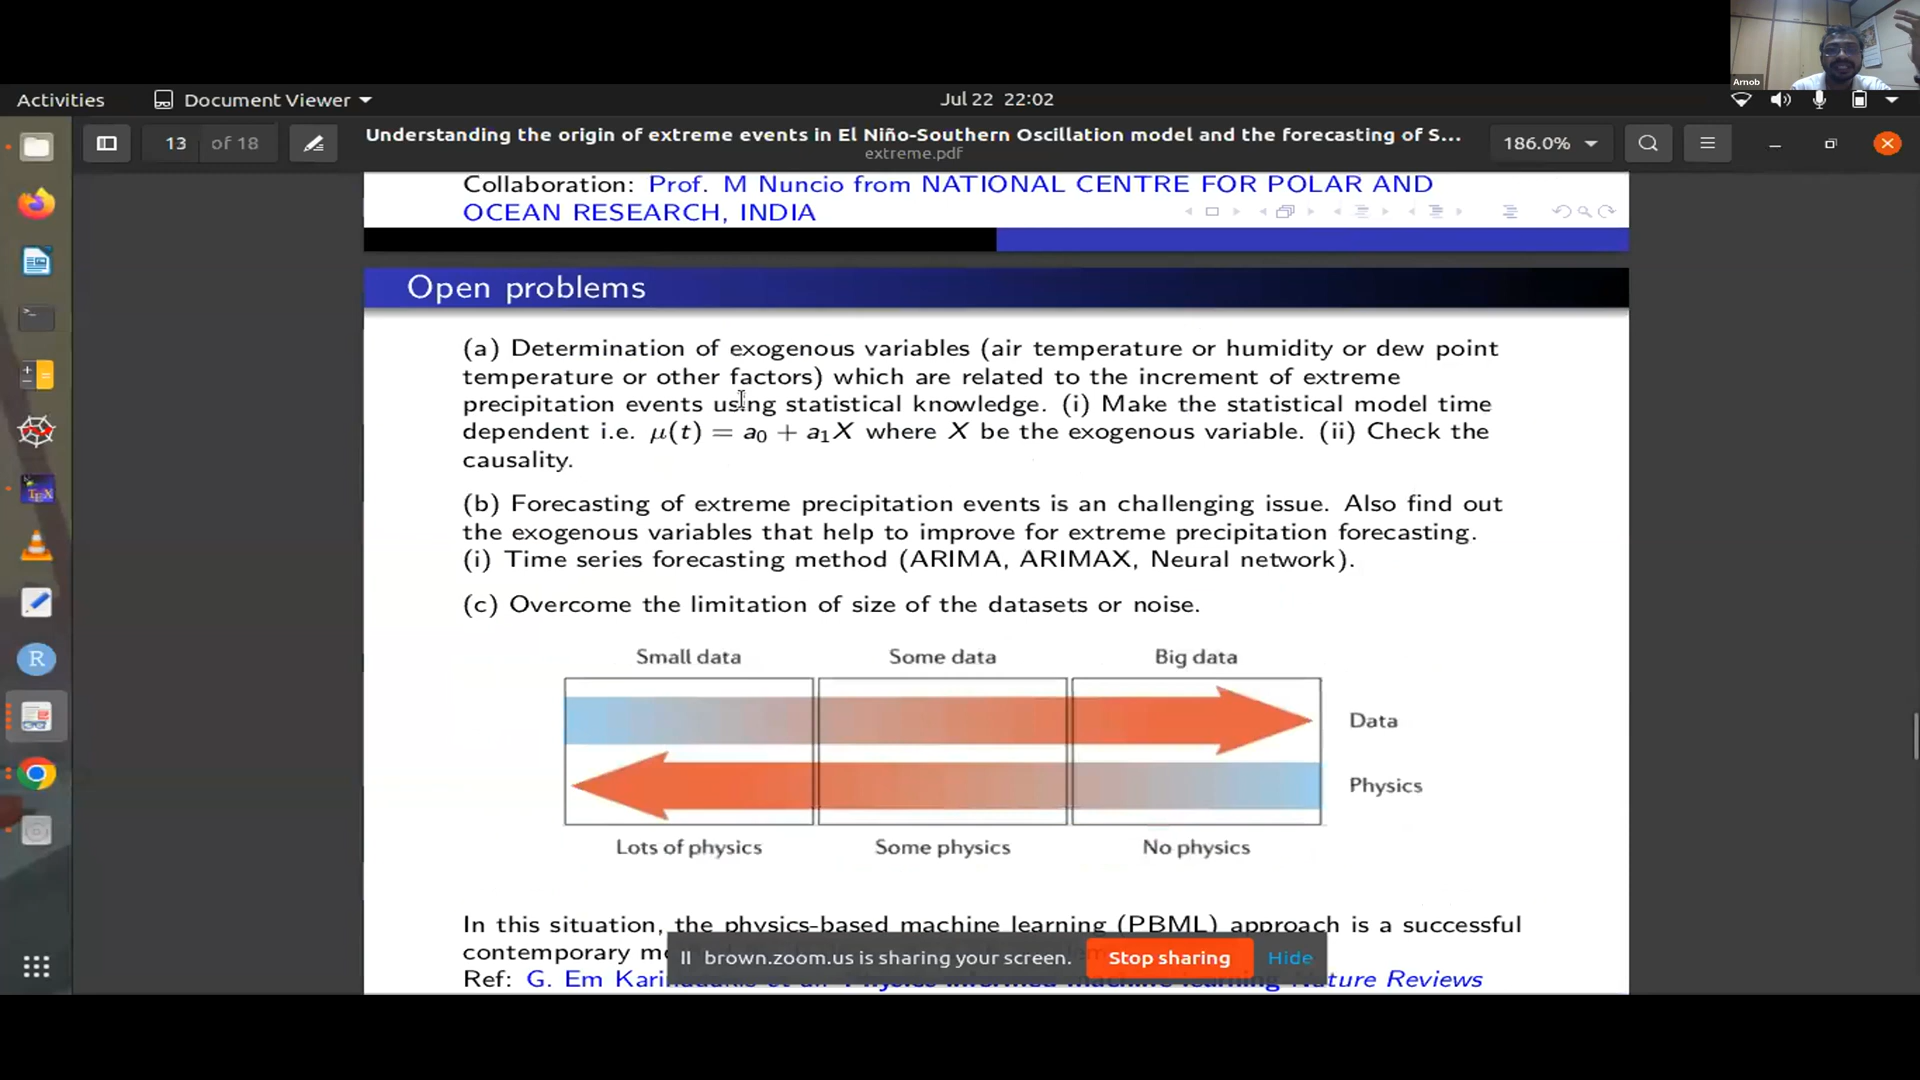 Arnob
Activities
Document Viewer
Jul 22 22:02
13 of 18
Understanding the origin of extreme events in El Niño-Southern Oscillation model and the forecasting of S...
extreme.pdf
186.0%
Collaboration: Prof. M Nuncio from NATIONAL CENTRE FOR POLAR AND
OCEAN RESEARCH, INDIA
Open problems
(a) Determination of exogenous variables (air temperature or humidity or dew point
temperature or other factors) which are related to the increment of extreme
precipitation events using statistical knowledge. (i) Make the statistical model time
dependent i.e. μ(t) = a₀ + a₁X where X be the exogenous variable. (ii) Check the
causality.
(b) Forecasting of extreme precipitation events is an challenging issue. Also find out
the exogenous variables that help to improve for extreme precipitation forecasting.
(i) Time series forecasting method (ARIMA, ARIMAX, Neural network).
(c) Overcome the limitation of size of the datasets or noise.
Small data Some data Big data
Data
Physics
Lots of physics Some physics No physics
In this situation, the physics-based machine learning (PBML) approach is a successful
contemporary
brown.zoom.us is sharing your screen. Stop sharing Hide
Ref: G. Em machine learning Nature Reviews
TEX
R